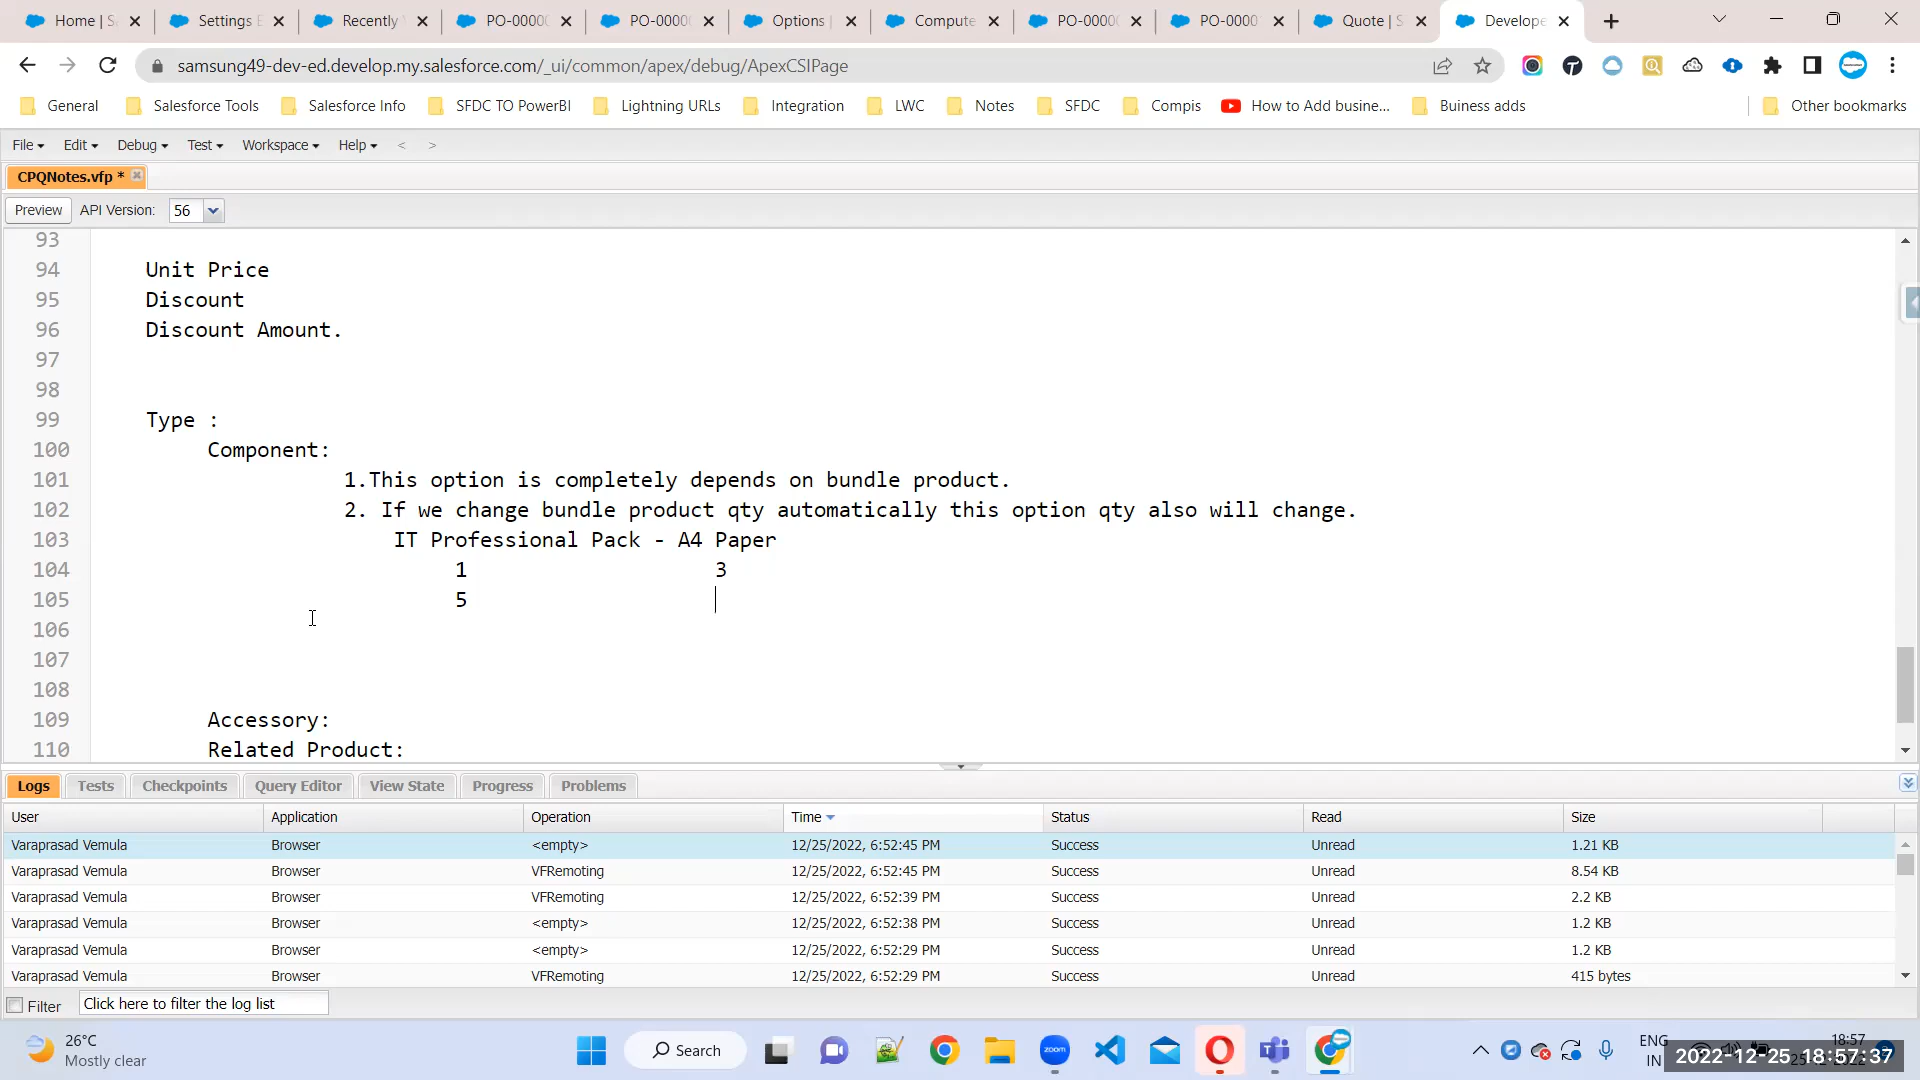 Home | S
Settings E
Recently
PO-0000
PO-0000
Options |
Compute
PO-0000
PO-0000
Quote | S
Develope
samsung49-dev-ed.develop.my.salesforce.com/_ui/common/apex/debug/ApexCSIPage
General
Salesforce Tools
Salesforce Info
SFDC TO PowerBI
Lightning URLs
Integration
LWC
Notes
SFDC
Compis
How to Add busine...
Buiness adds
Other bookmarks
File
Edit
Debug
Test
Workspace
Help
<
>
CPQNotes.vfp *
Preview
API Version:
56
93
94 Unit Price
95 Discount
96 Discount Amount.
97
98
99 Type :
100 Component:
101 1.This option is completely depends on bundle product.
102 2. If we change bundle product qty automatically this option qty also will change.
103 IT Professional Pack - A4 Paper
104 1 3
105 5
106
107
108
109 Accessory:
110 Related Product:
Logs
Tests
Checkpoints
Query Editor
View State
Progress
Problems
User Application Operation Time Status Read Size
Varaprasad Vemula Browser <empty> 12/25/2022, 6:52:45 PM Success Unread 1.21 KB
Varaprasad Vemula Browser VFRemoting 12/25/2022, 6:52:45 PM Success Unread 8.54 KB
Varaprasad Vemula Browser VFRemoting 12/25/2022, 6:52:39 PM Success Unread 2.2 KB
Varaprasad Vemula Browser <empty> 12/25/2022, 6:52:38 PM Success Unread 1.2 KB
Varaprasad Vemula Browser <empty> 12/25/2022, 6:52:29 PM Success Unread 1.2 KB
Varaprasad Vemula Browser VFRemoting 12/25/2022, 6:52:29 PM Success Unread 415 bytes
Filter
Click here to filter the log list
26°C
Mostly clear
Search
zoom
ENG
IN
18:57
2022-12-25 18:57:37